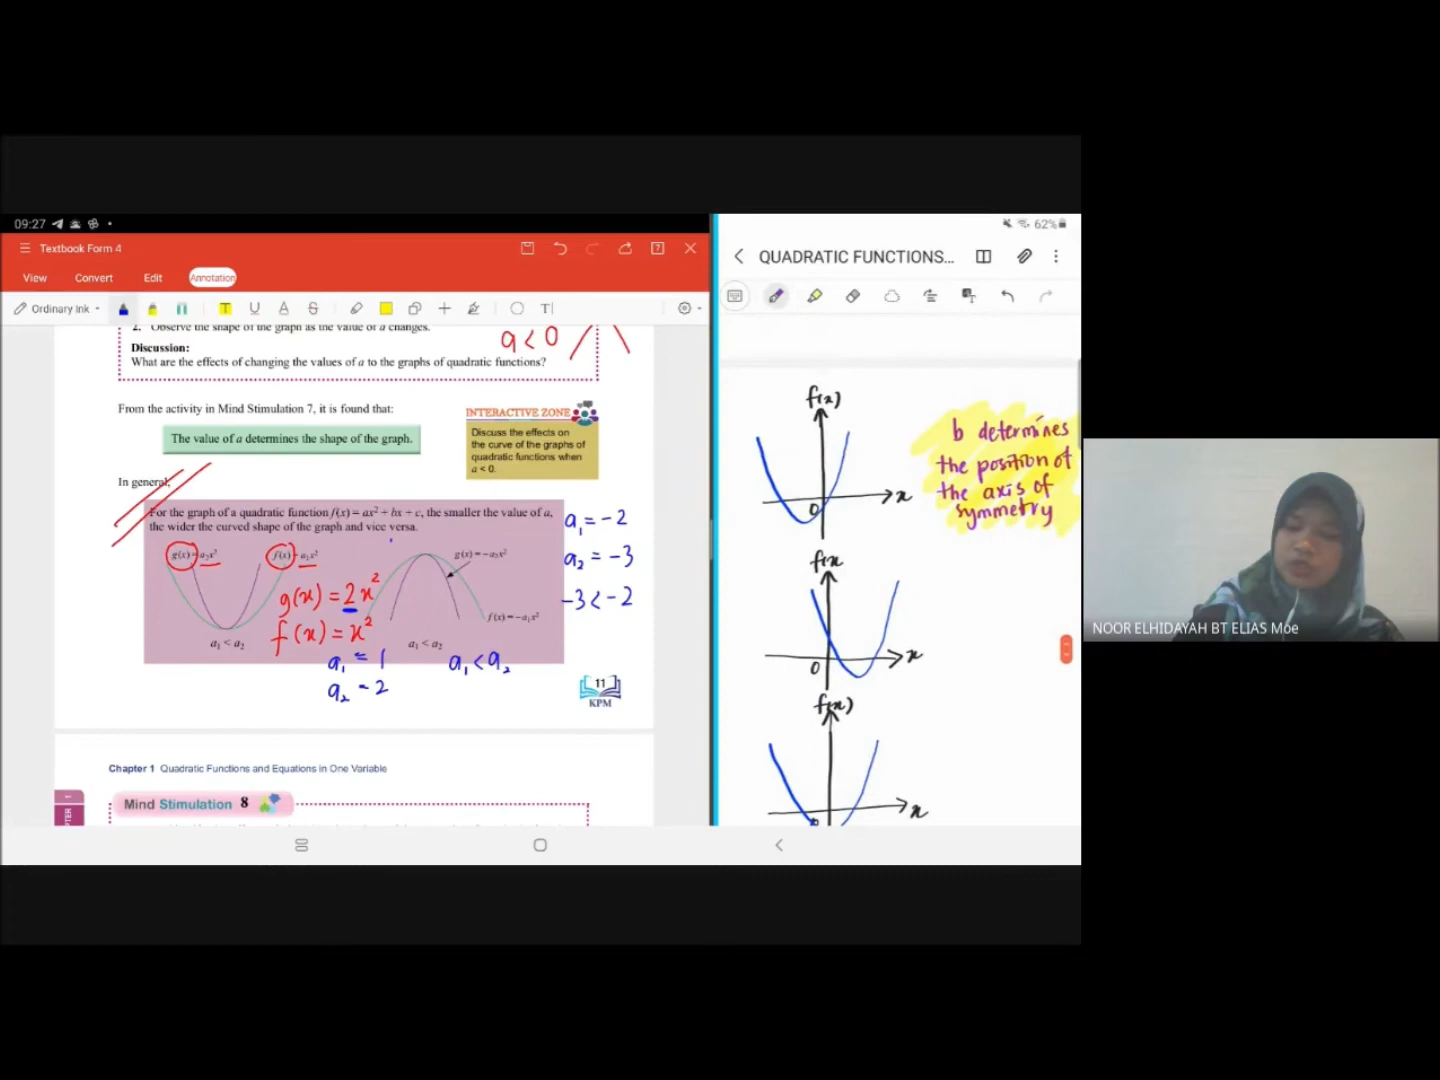 09:27
62%
Textbook Form 4
View Convert Edit Annotation
Ordinary Ink
2. Observe the shape of the graph as the value of a changes.
a < 0
Discussion:
What are the effects of changing the values of a to the graphs of quadratic functions?
From the activity in Mind Stimulation 7, it is found that:
The value of a determines the shape of the graph.
INTERACTIVE ZONE
Discuss the effects on
the curve of the graphs of
quadratic functions when
a < 0.
In general,
For the graph of a quadratic function f(x) = ax² + bx + c, the smaller the value of a,
the wider the curved shape of the graph and vice versa.
g(x) = a₂x²
f(x) = a₁x²
g(x) = −a₂x²
f(x) = −a₁x²
a₁ < a₂
a₁ < a₂
g(x) = 2x²
f(x) = x²
a₁ = 1
a₂ = 2
a₁ < a₂
a₁ = −2
a₂ = −3
−3 < −2
11
KPM
Chapter 1 Quadratic Functions and Equations in One Variable
Mind Stimulation 8
QUADRATIC FUNCTIONS...
f(x)
x
0
b determines
the position of
the axis of
symmetry
f(x
x
0
f(x)
x
NOOR ELHIDAYAH BT ELIAS Moe